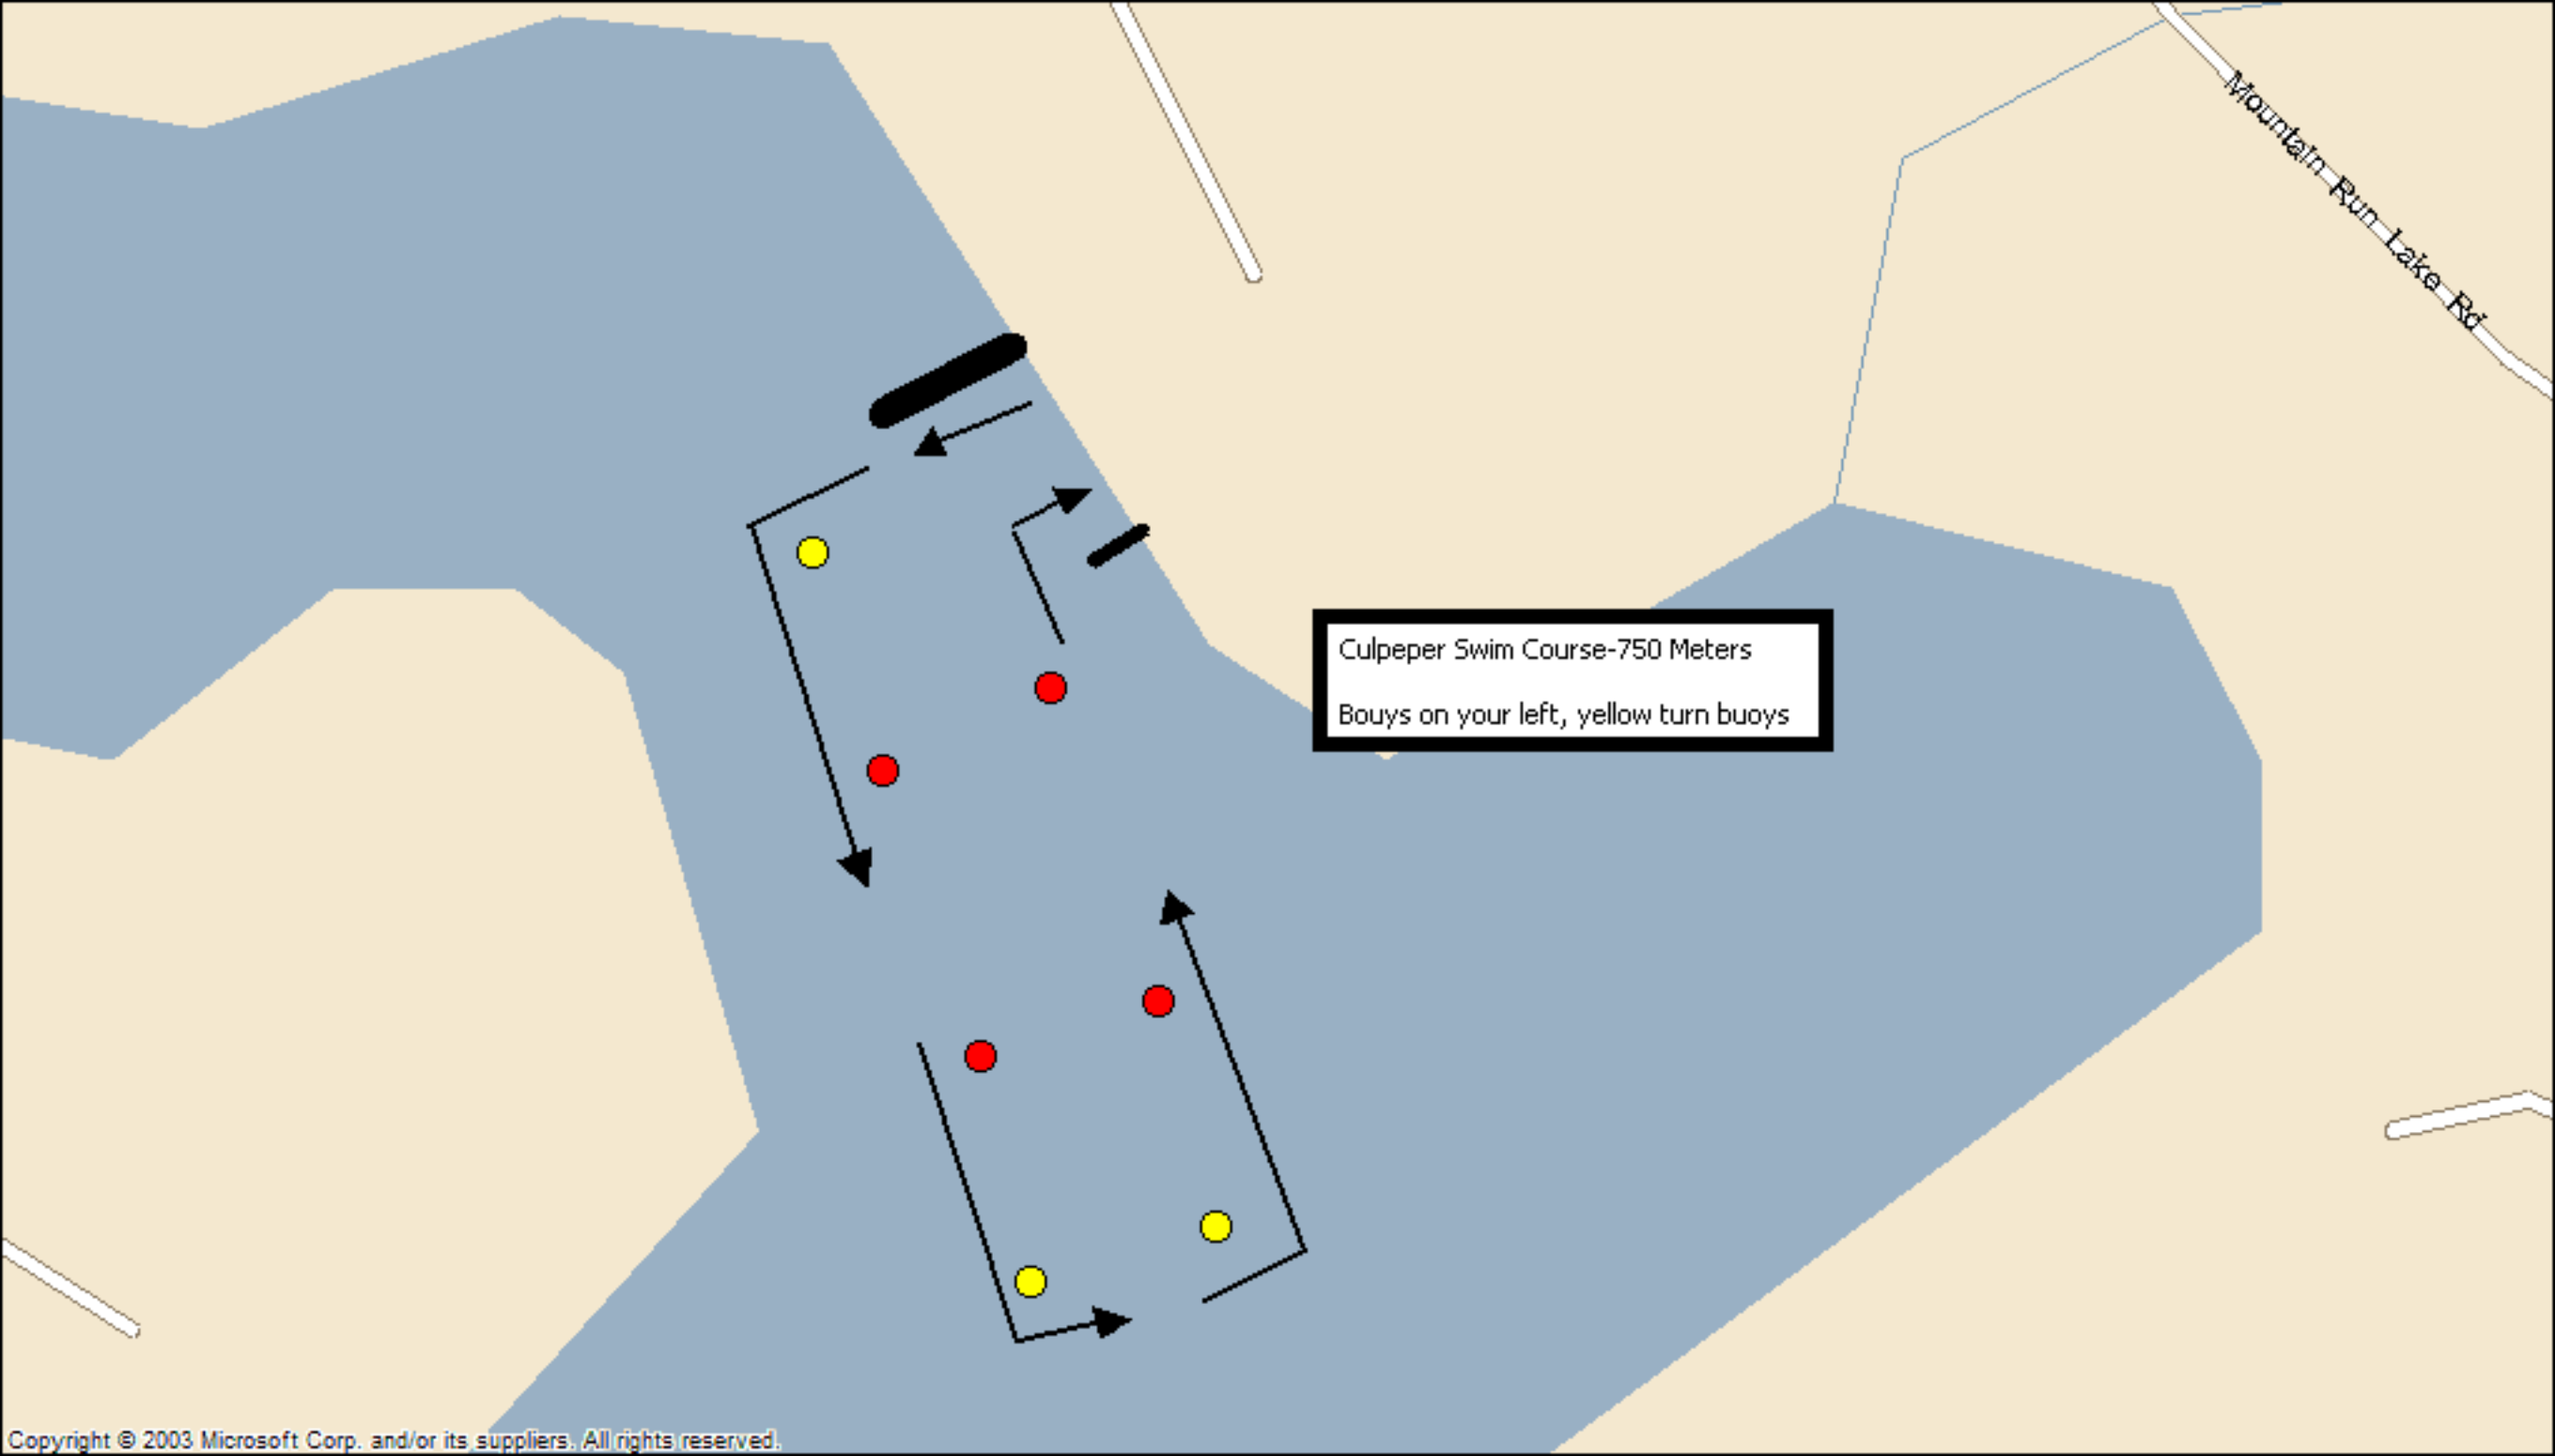 Mountain Run Lake Rd
Culpeper Swim Course-750 Meters
Bouys on your left, yellow turn buoys
Copyright © 2003 Microsoft Corp. and/or its suppliers. All rights reserved.